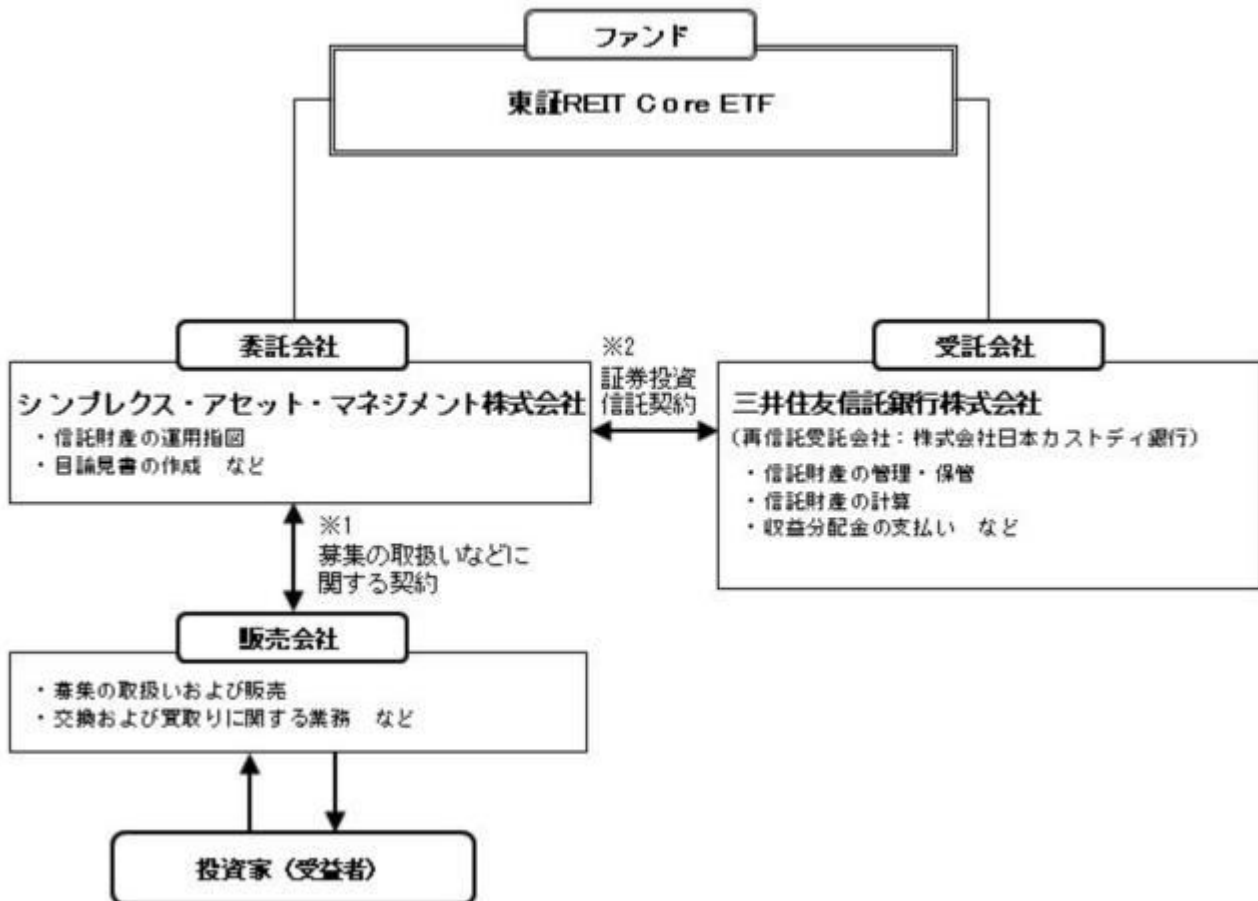 ファンド
東証REIT Core ETF
委託会社
シンプレクス・アセット・マネジメント株式会社
・信託財産の運用指図
・目論見書の作成　など
※2
証券投資
信託契約
受託会社
三井住友信託銀行株式会社
（再信託受託会社：株式会社日本カストディ銀行）
・信託財産の管理・保管
・信託財産の計算
・収益分配金の支払い　など
※1
募集の取扱いなどに
関する契約
販売会社
・募集の取扱いおよび販売
・交換および買取りに関する業務　など
投資家（受益者）